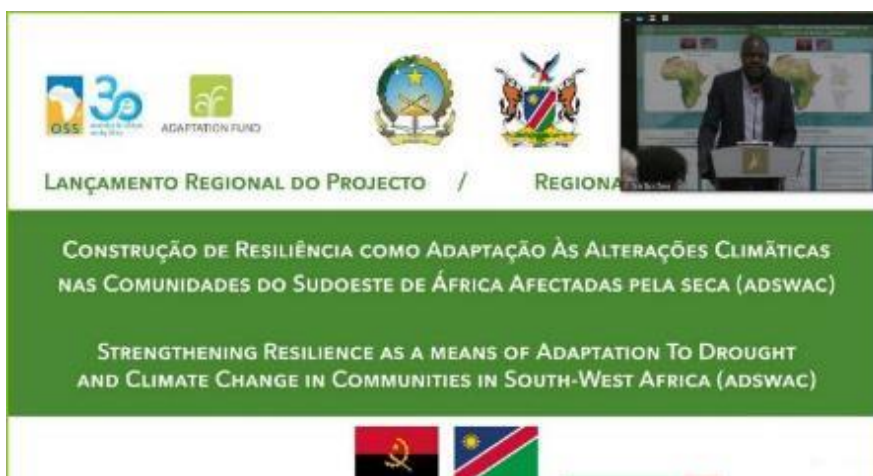 OSS
ADAPTATION FUND
LANÇAMENTO REGIONAL DO PROJECTO / REGIONA
CONSTRUÇÃO DE RESILIÊNCIA COMO ADAPTAÇÃO ÀS ALTERAÇÕES CLIMÃTICAS
NAS COMUNIDADES DO SUDOESTE DE ÁFRICA AFECTADAS PELA SECA (ADSWAC)
STRENGTHENING RESILIENCE AS A MEANS OF ADAPTATION TO DROUGHT
AND CLIMATE CHANGE IN COMMUNITIES IN SOUTH-WEST AFRICA (ADSWAC)